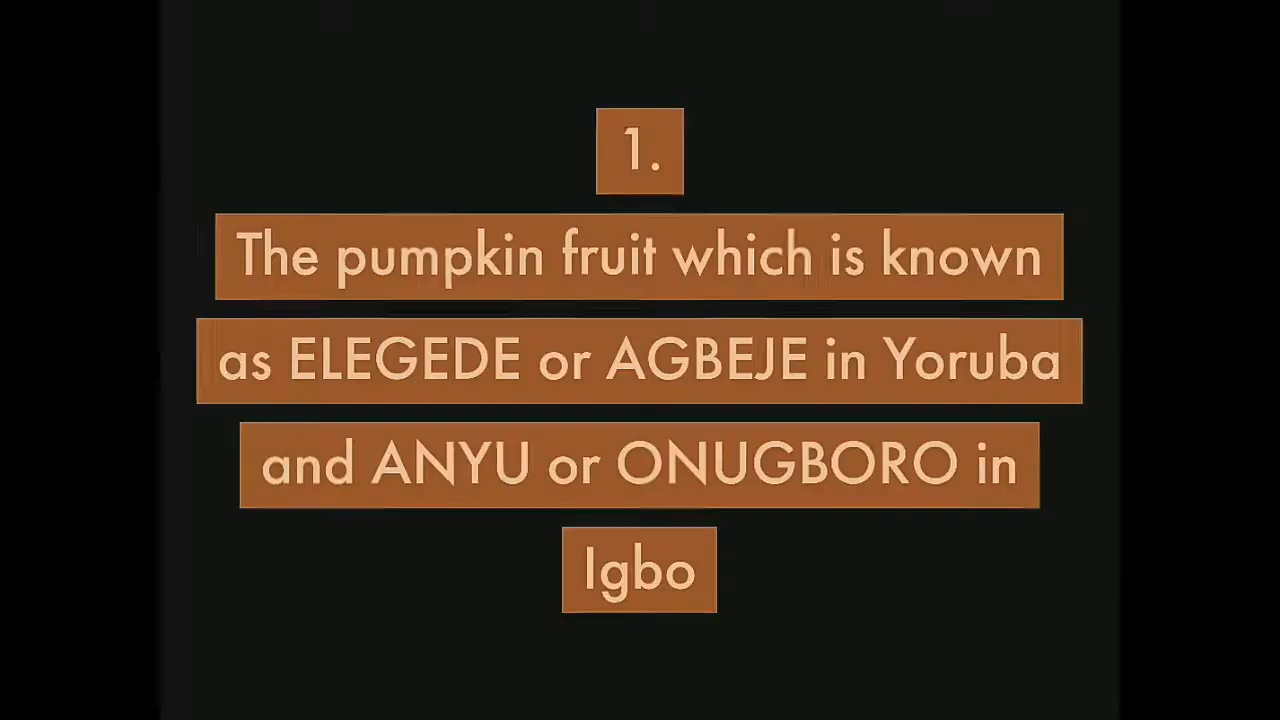 1.
The pumpkin fruit which is known
as ELEGEDE or AGBEJE in Yoruba
and ANYU or ONUGBORO in
Igbo